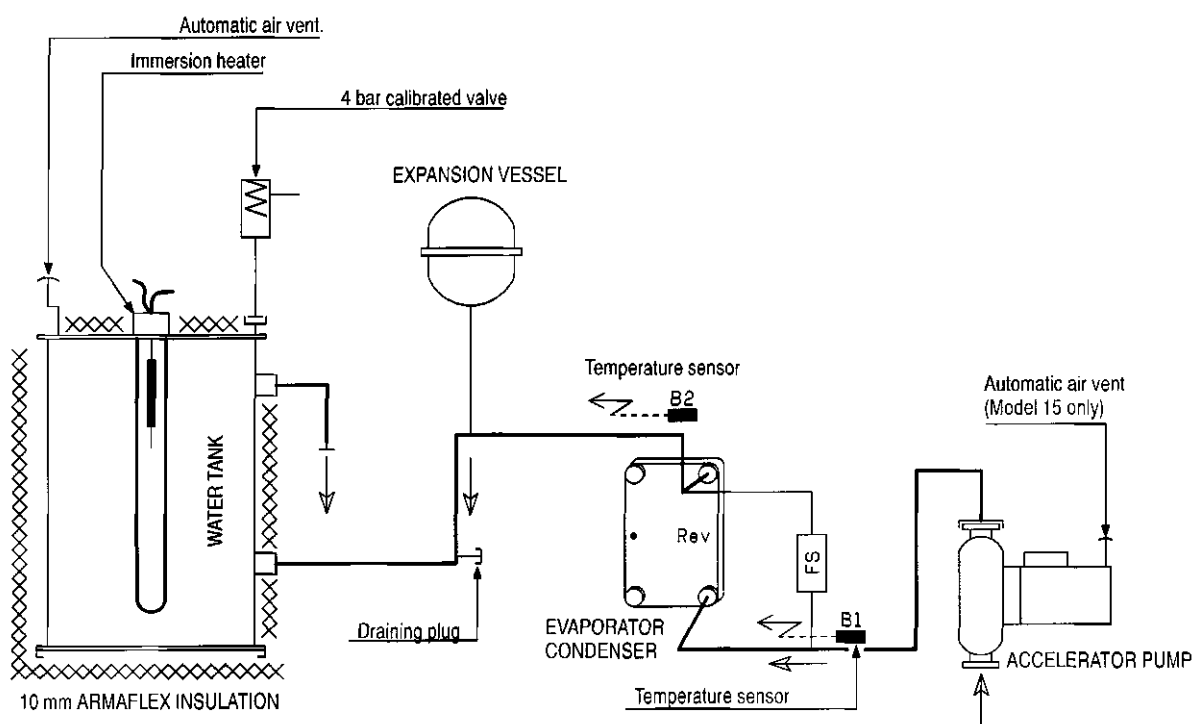 Automatic air vent.
Immersion heater
4 bar calibrated valve
EXPANSION VESSEL
Temperature sensor
B2
Automatic air vent
(Model 15 only)
WATER TANK
Rev
FS
B1
Draining plug
EVAPORATOR
CONDENSER
ACCELERATOR PUMP
Temperature sensor
10 mm ARMAFLEX INSULATION